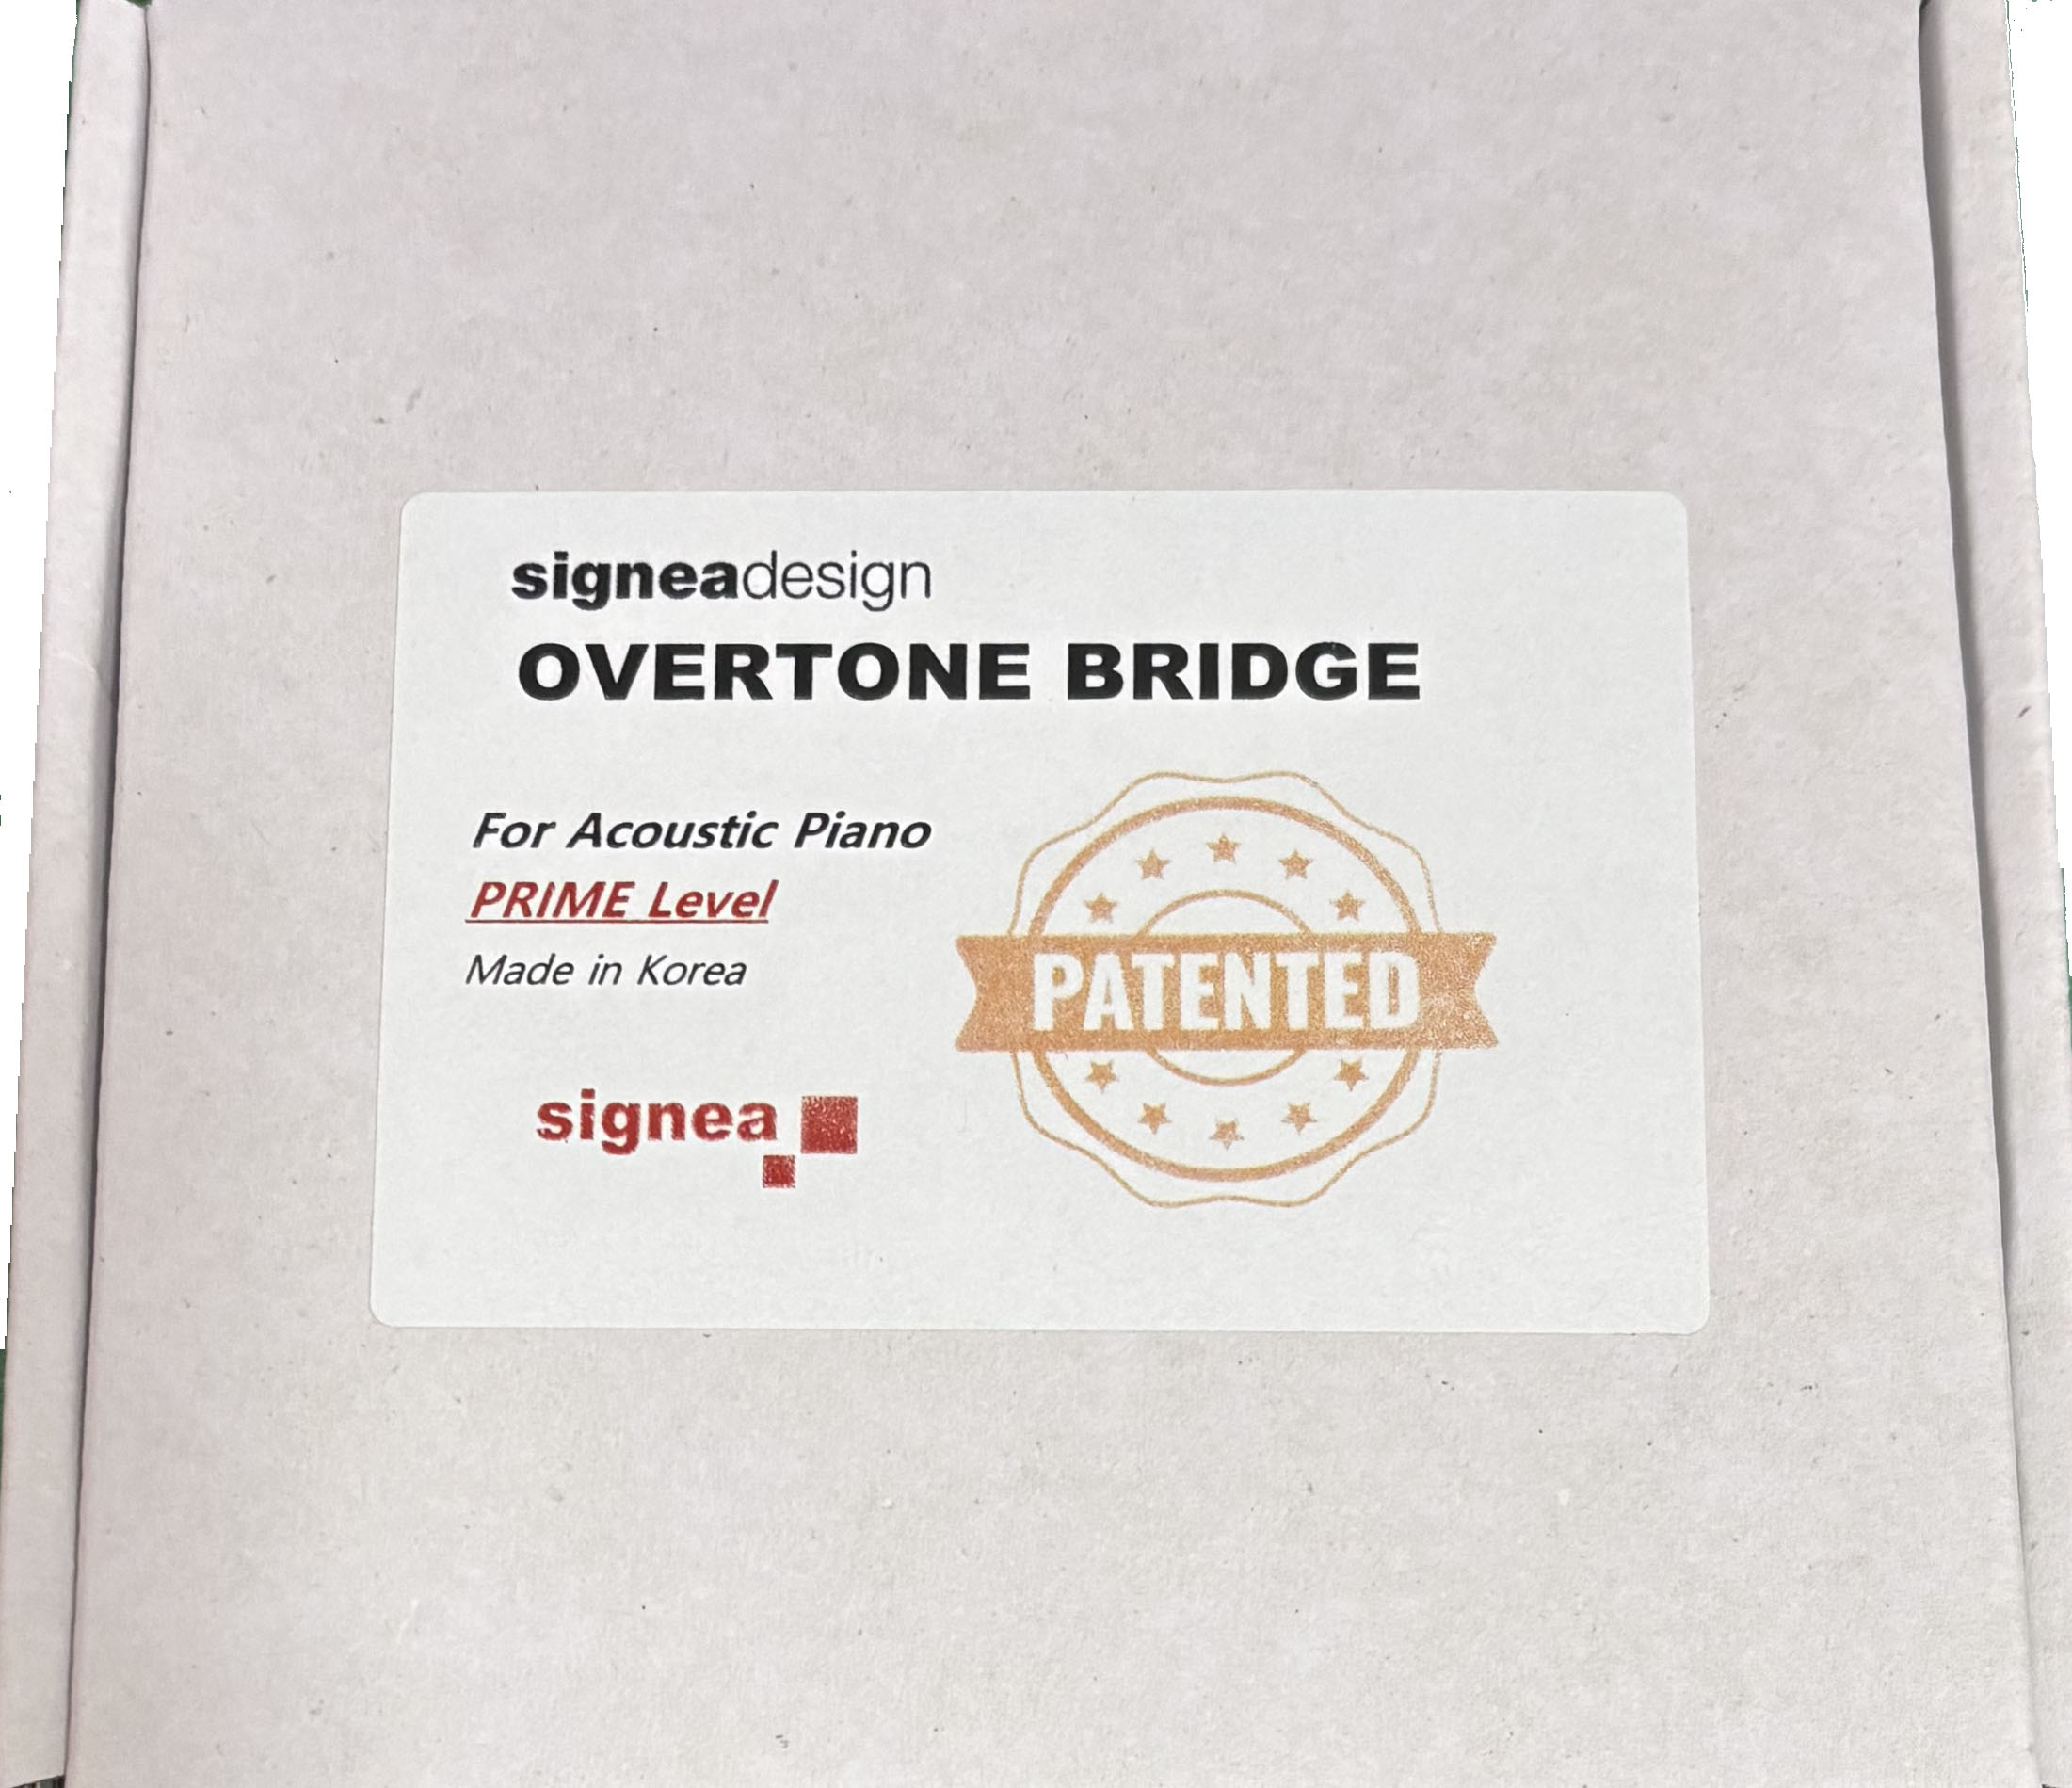 signeadesign
OVERTONE BRIDGE
For Acoustic Piano
PRIME Level
Made in Korea
PATENTED
signea